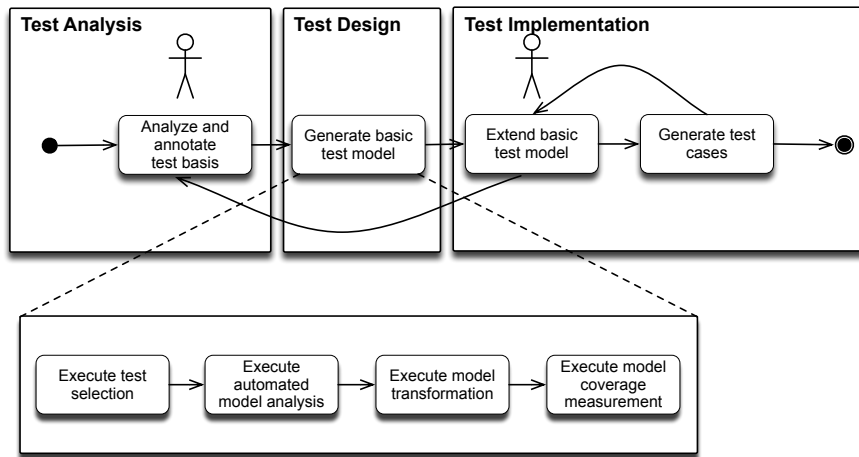 Test Analysis
Test Design
Test Implementation
Analyze and
annotate
test basis
Generate basic
test model
Extend basic
test model
Generate test
cases
Execute test
selection
Execute
automated
model analysis
Execute model
transformation
Execute model
coverage
measurement